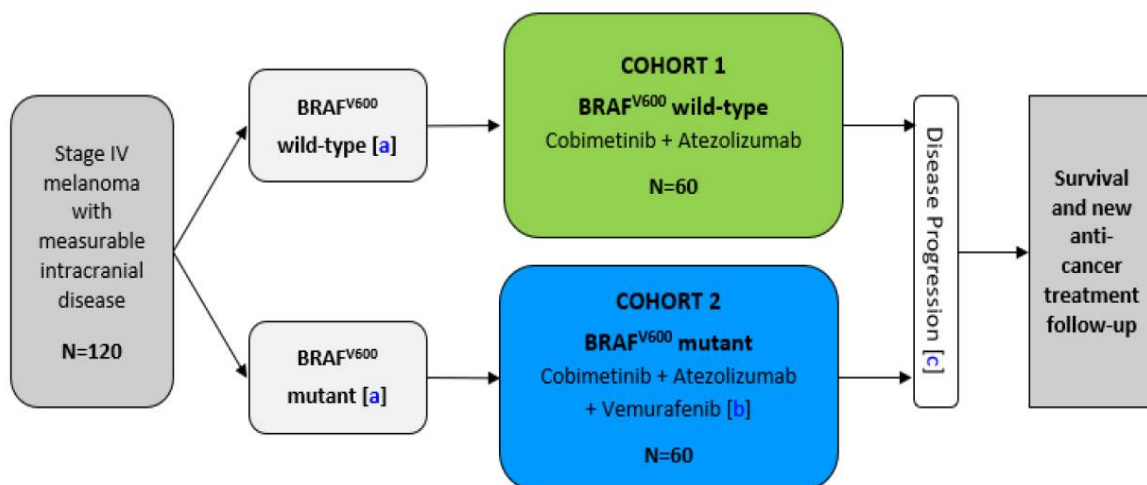 Stage IV
melanoma
with
measurable
intracranial
disease
N=120
BRAFV600
wild-type [a]
BRAFV600
mutant [a]
COHORT 1
BRAFV600 wild-type
Cobimetinib + Atezolizumab
N=60
COHORT 2
BRAFV600 mutant
Cobimetinib + Atezolizumab
+ Vemurafenib [b]
N=60
Disease Progression [c]
Survival
and new
anti-
cancer
treatment
follow-up